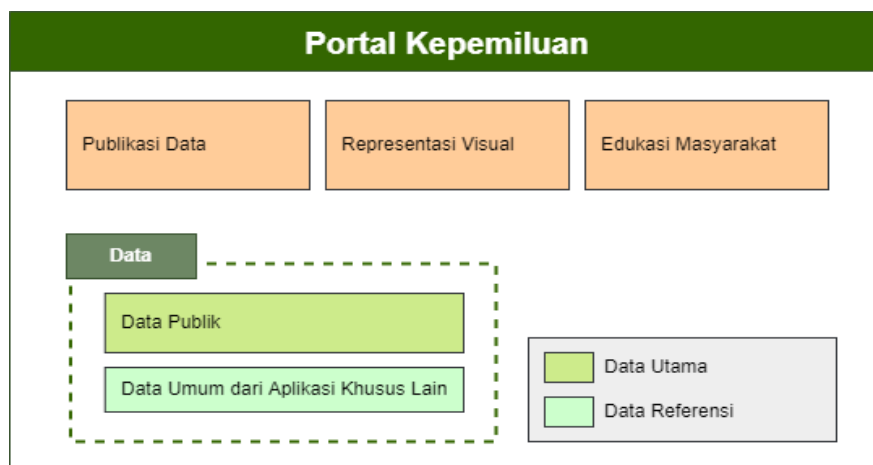 Portal Kepemiluan
Publikasi Data
Representasi Visual
Edukasi Masyarakat
Data
Data Publik
Data Umum dari Aplikasi Khusus Lain
Data Utama
Data Referensi